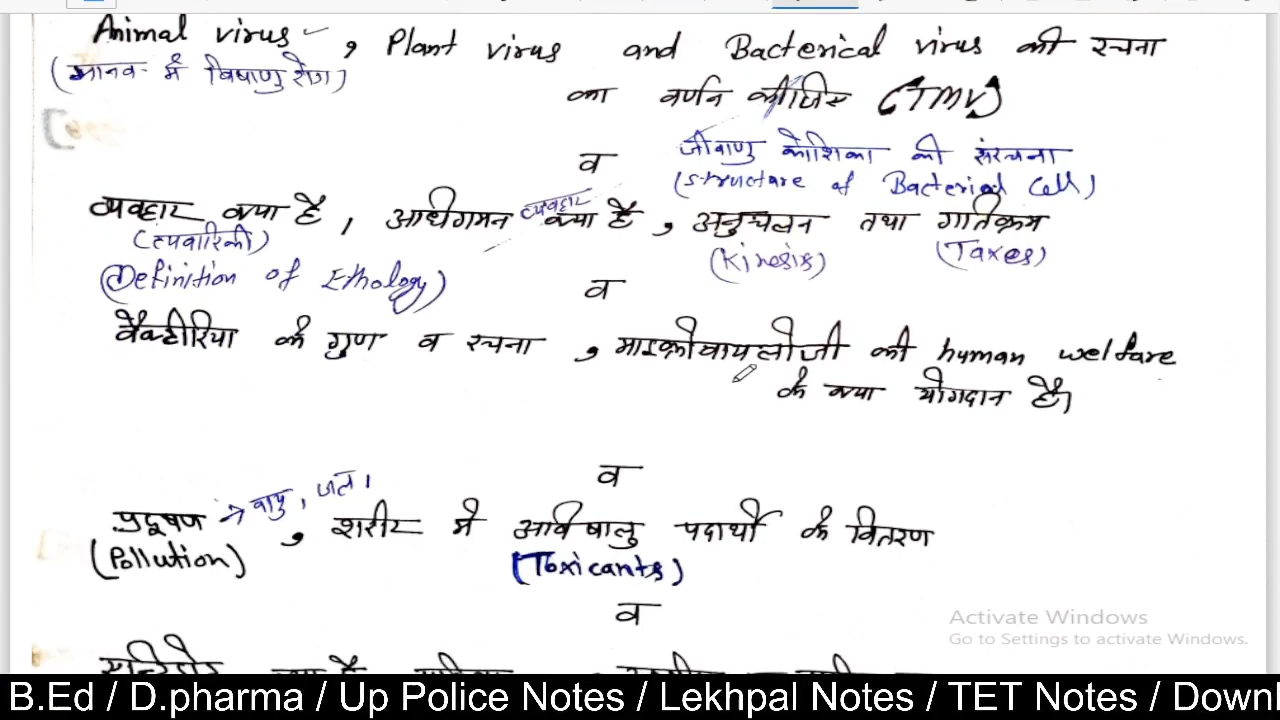 Animal virus , Plant virus and Bacterical virus की रचना
(मानव में विषाणु रोग)
का वर्णन कीजिए (TMV)
व
जीवाणु कोशिका की संरचना
(structure of Bacterial Cell)
व्यवहार क्या है , अधिगमन व्यवहार क्या है , अनुचलन तथा गतिक्रम
(Kinesis) (Taxes)
(Definition of Ethology)
व
बैक्टीरिया के गुण व रचना , माइक्रोबायलोजी की human welfare
के क्या योगदान है।
व
प्रदूषण → वायु, जल।
, शरीर में आविषालु पदार्थो के वितरण
(Pollution) (Toxicants)
व
Activate Windows
Go to Settings to activate Windows.
B.Ed / D.pharma / Up Police Notes / Lekhpal Notes / TET Notes / Down